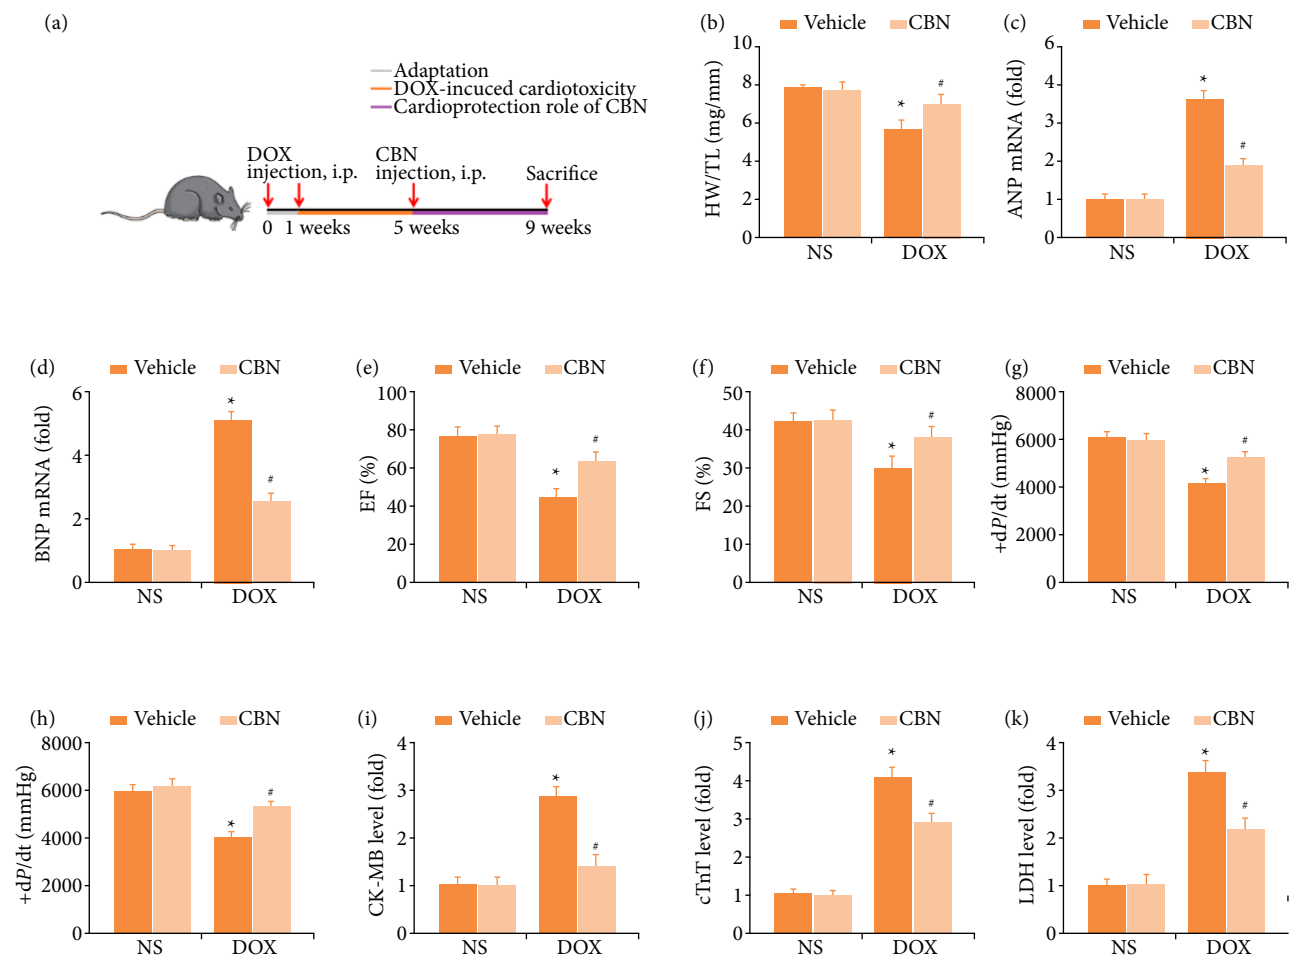 (a)
Adaptation
DOX-incuced cardiotoxicity
Cardioprotection role of CBN
DOX
injection, i.p.
CBN
injection, i.p.
Sacrifice
0 1 weeks 5 weeks 9 weeks
(b)
Vehicle CBN
HW/TL (mg/mm)
10
8
6
4
2
0
*
#
NS DOX
(c)
Vehicle CBN
ANP mRNA (fold)
6
4
2
1
0
*
#
NS DOX
(d)
Vehicle CBN
BNP mRNA (fold)
6
4
2
0
*
#
NS DOX
(e)
Vehicle CBN
EF (%)
100
80
60
40
20
0
*
#
NS DOX
(f)
Vehicle CBN
FS (%)
50
40
30
20
10
0
*
#
NS DOX
(g)
Vehicle CBN
+dP/dt (mmHg)
8000
6000
4000
2000
0
*
#
NS DOX
(h)
Vehicle CBN
+dP/dt (mmHg)
8000
6000
4000
2000
0
*
#
NS DOX
(i)
Vehicle CBN
CK-MB level (fold)
4
3
2
1
0
*
#
NS DOX
(j)
Vehicle CBN
cTnT level (fold)
5
4
3
2
1
0
*
#
NS DOX
(k)
Vehicle CBN
LDH level (fold)
4
3
2
1
0
*
#
NS DOX